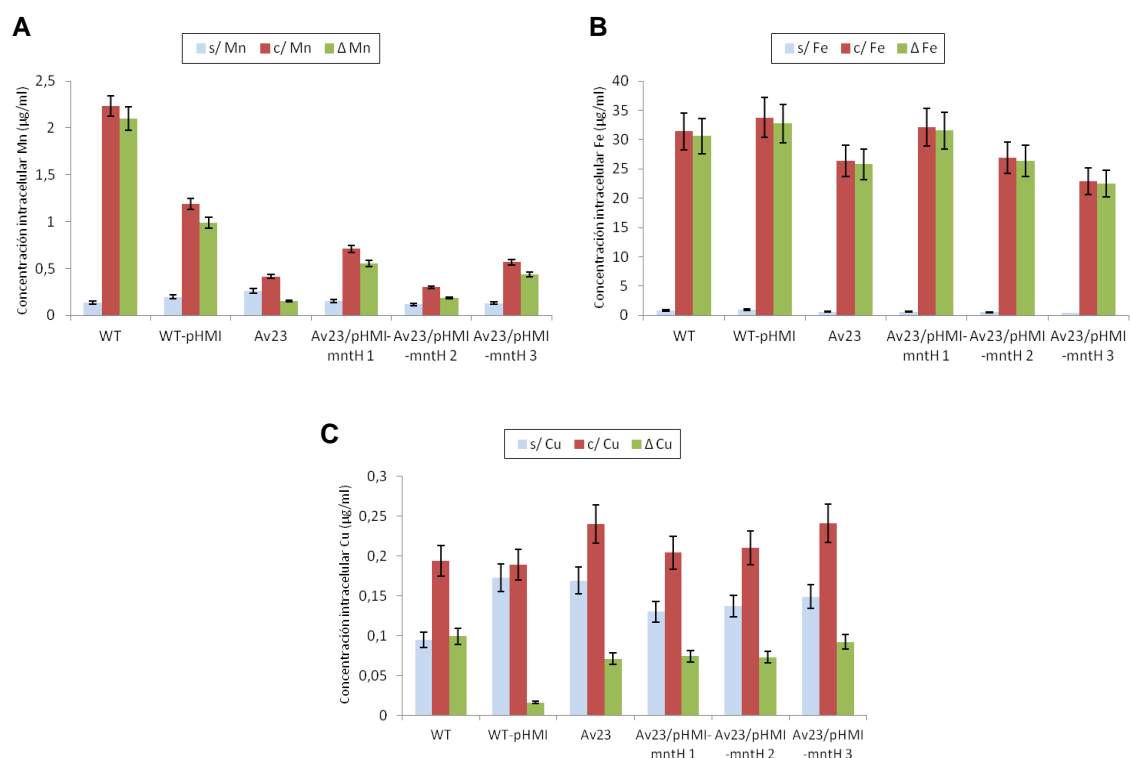 A
s/ Mn c/ Mn Δ Mn
Concentración intracelular Mn (µg/ml)
2,5
2
1,5
1
0,5
0
WT WT-pHMI Av23 Av23/pHMI- Av23/pHMI Av23/pHMI
mntH 1 -mntH 2 -mntH 3
B
s/ Fe c/ Fe Δ Fe
Concentración intracelular Fe (µg/ml)
40
35
30
25
20
15
10
5
0
WT WT-pHMI Av23 Av23/pHMI- Av23/pHMI Av23/pHMI
mntH 1 -mntH 2 -mntH 3
C
s/ Cu c/ Cu Δ Cu
Concentración intracelular Cu (µg/ml)
0,3
0,25
0,2
0,15
0,1
0,05
0
WT WT-pHMI Av23 Av23/pHMI- Av23/pHMI Av23/pHMI
mntH 1 -mntH 2 -mntH 3